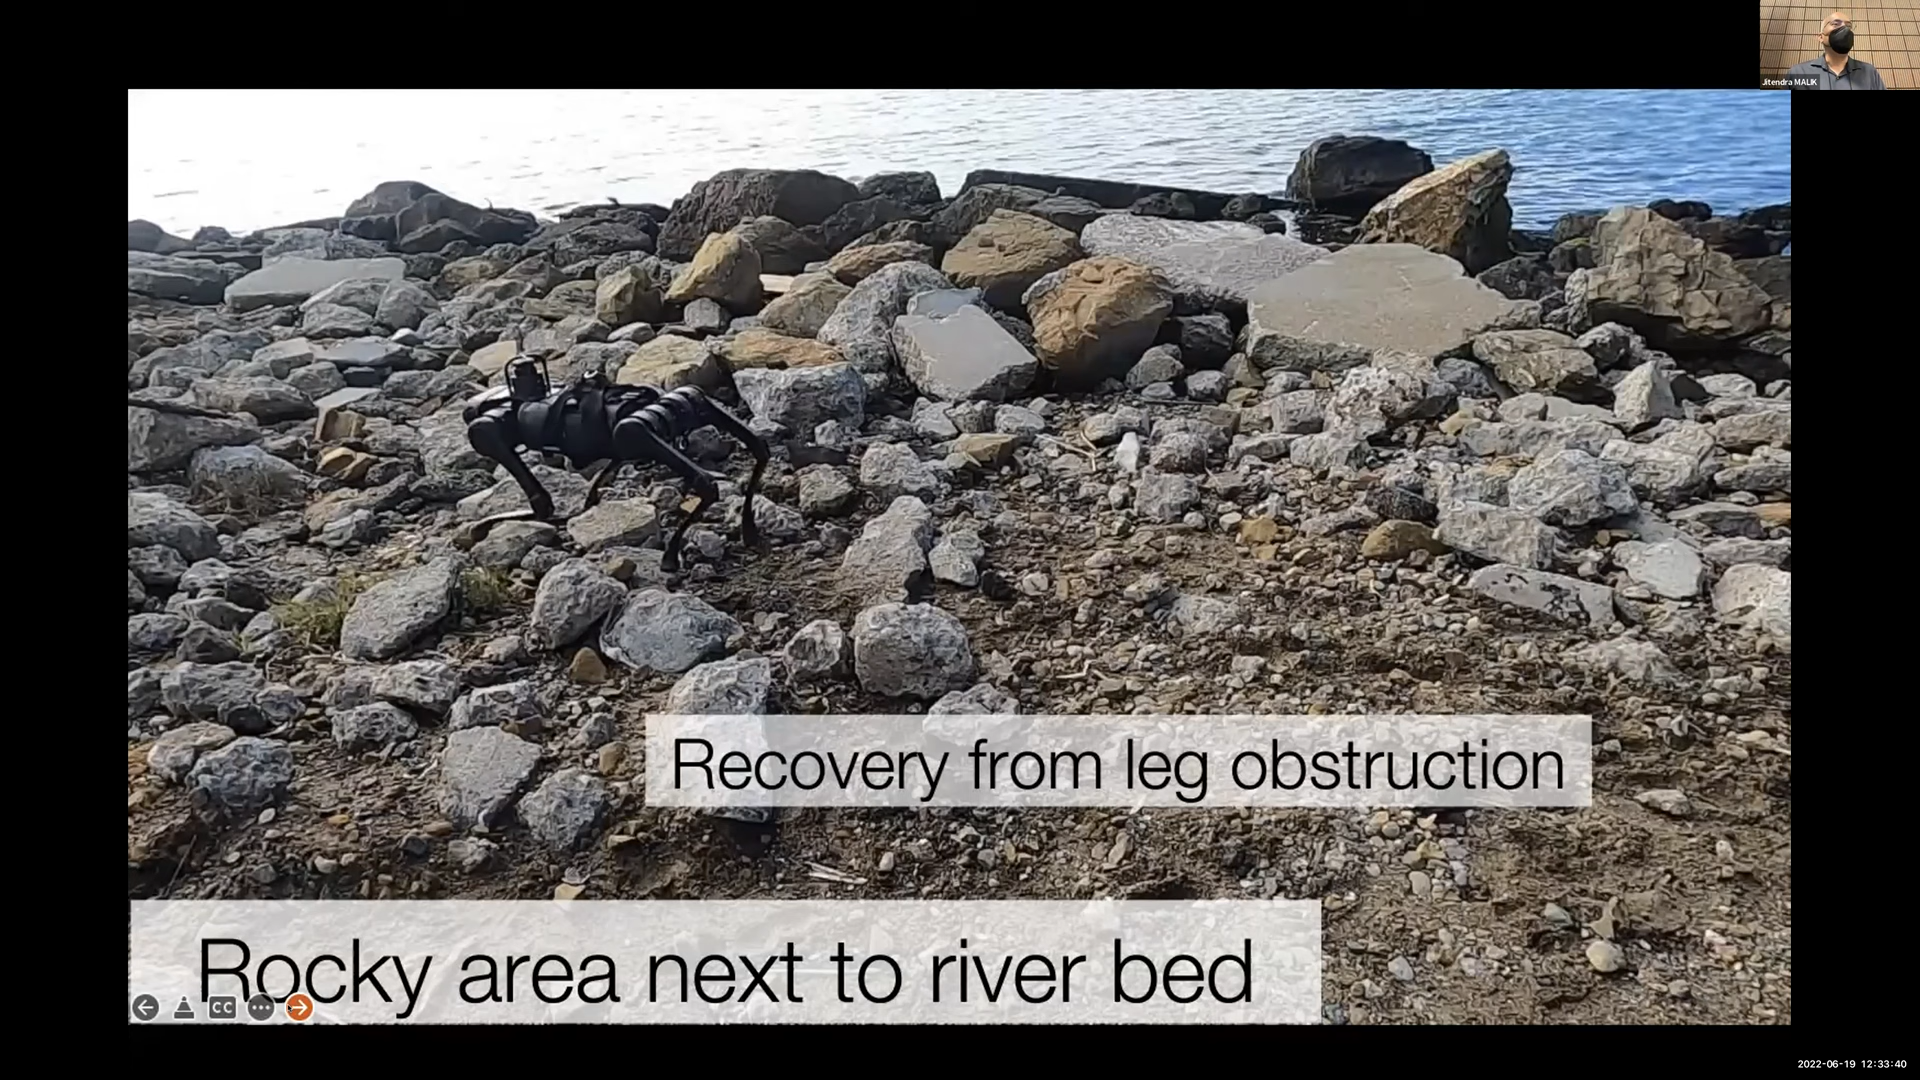 Jitendra MALIK
Recovery from leg obstruction
Rocky area next to river bed
CC
2022-06-19 12:33:40